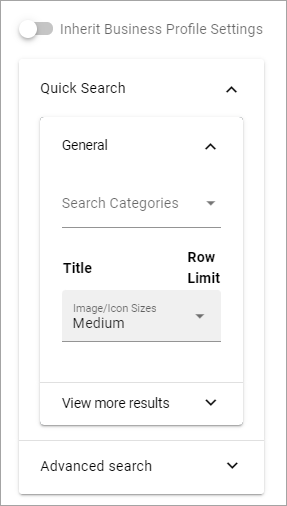 Inherit Business Profile Settings
Quick Search
General
Search Categories
Title
Row
Limit
Image/Icon Sizes
Medium
View more results
Advanced search